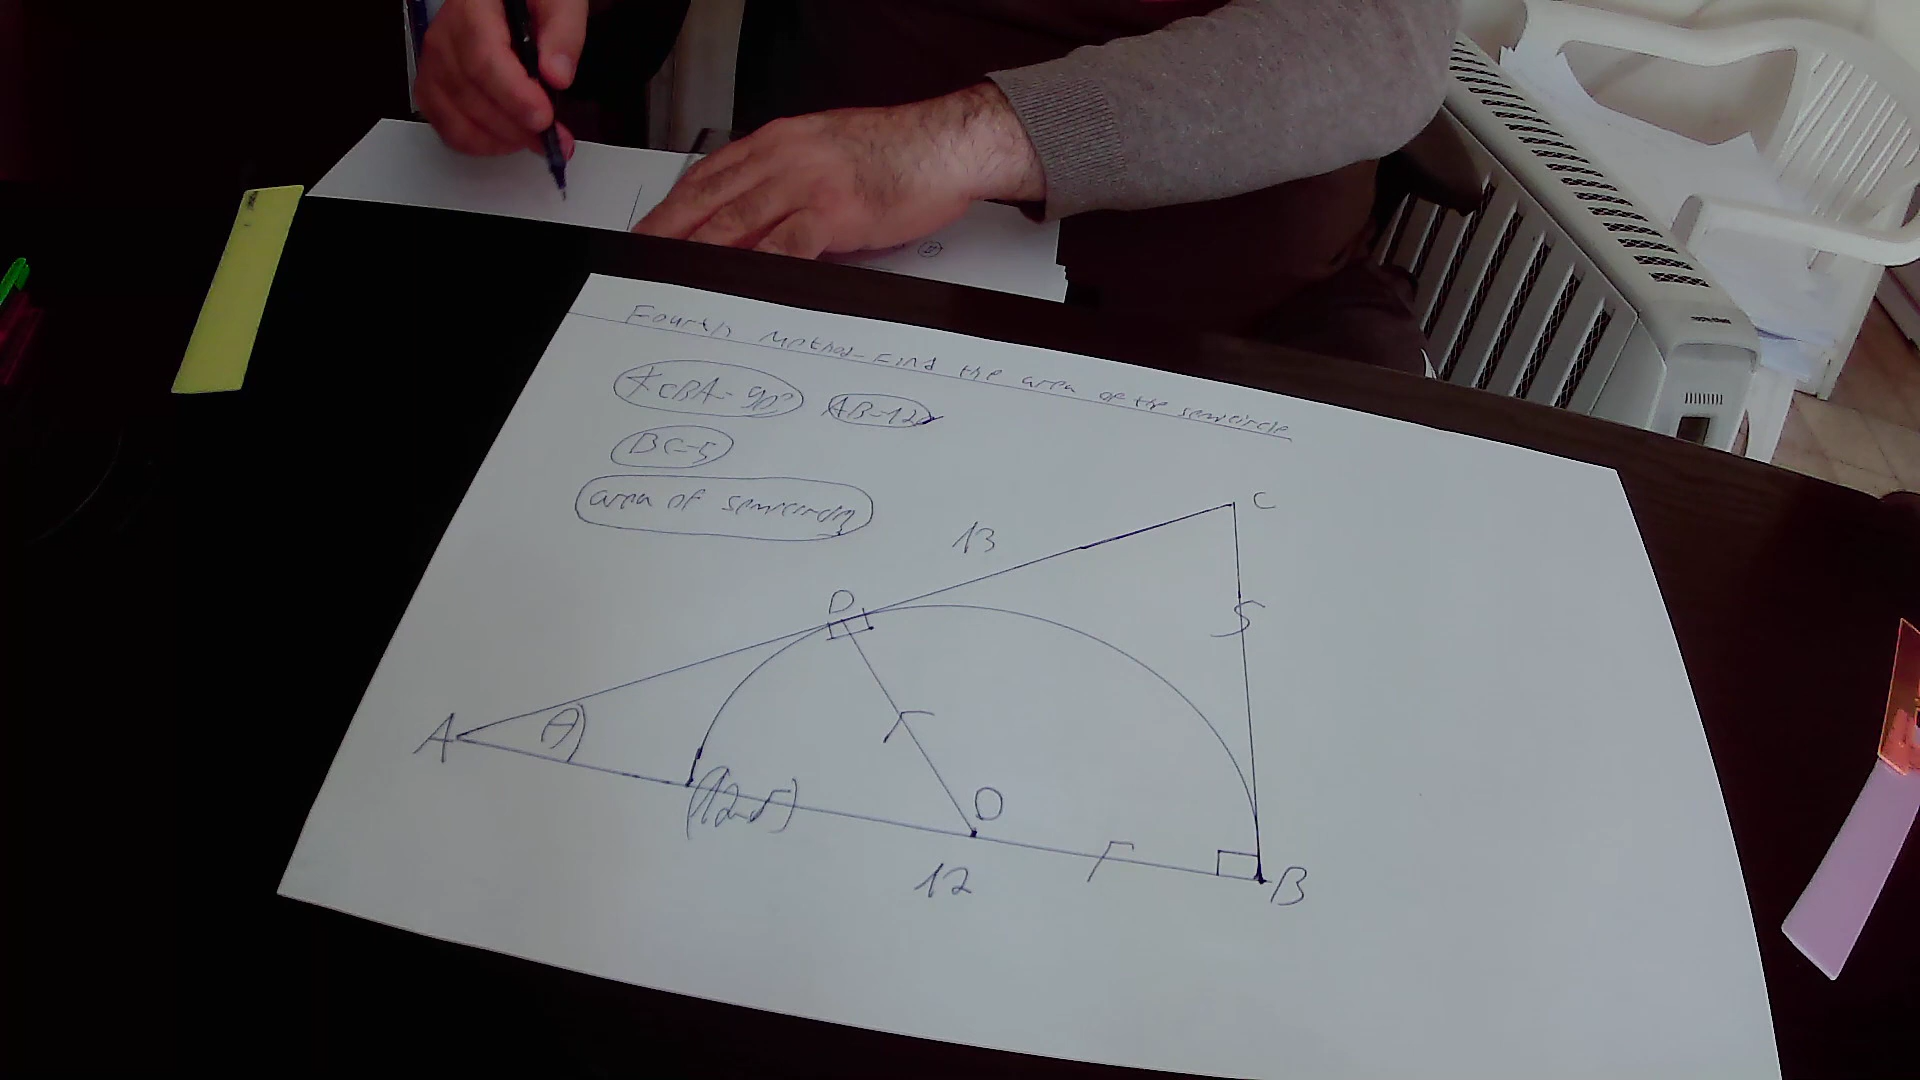 Fourth Method-Find the area of the semicircle
∡CBA=90° AB=12
BC=5
area of semicircle
C
13
D
5
A
θ
r
(12-r)
O
r
12
B